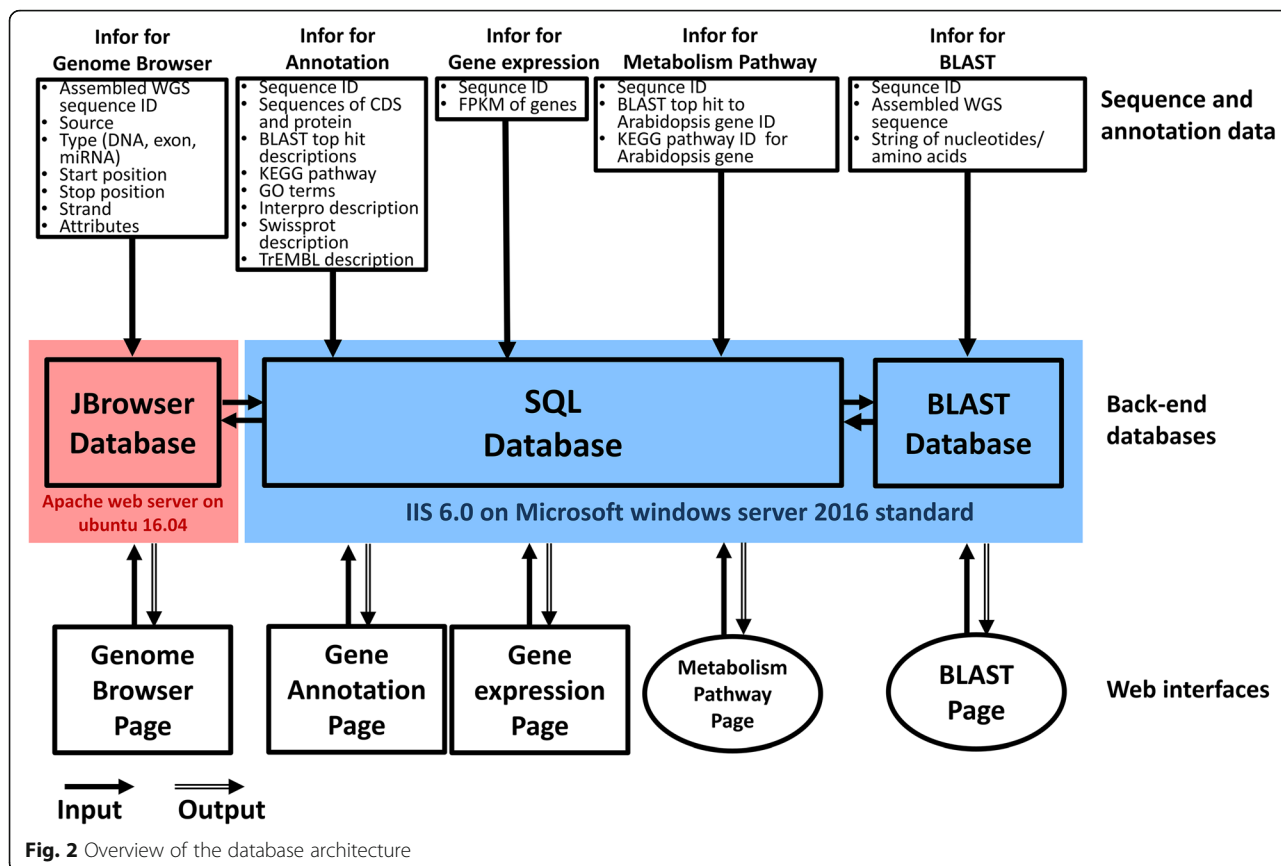 Infor for
Genome Browser
• Assembled WGS
sequence ID
• Source
• Type (DNA, exon,
miRNA)
• Start position
• Stop position
• Strand
• Attributes
Infor for
Annotation
• Sequence ID
• Sequences of CDS
and protein
• BLAST top hit
descriptions
• KEGG pathway
• GO terms
• Interpro description
• Swissprot
description
• TrEMBL description
Infor for
Gene expression
• Sequnce ID
• FPKM of genes
Infor for
Metabolism Pathway
• Sequnce ID
• BLAST top hit to
Arabidopsis gene ID
• KEGG pathway ID for
Arabidopsis gene
Infor for
BLAST
• Sequnce ID
• Assembled WGS
sequence
• String of nucleotides/
amino acids
Sequence and
annotation data
JBrowser
Database
Apache web server on
ubuntu 16.04
SQL
Database
BLAST
Database
IIS 6.0 on Microsoft windows server 2016 standard
Back-end
databases
Genome
Browser
Page
Gene
Annotation
Page
Gene
expression
Page
Metabolism
Pathway
Page
BLAST
Page
Web interfaces
Input
Output
Fig. 2 Overview of the database architecture